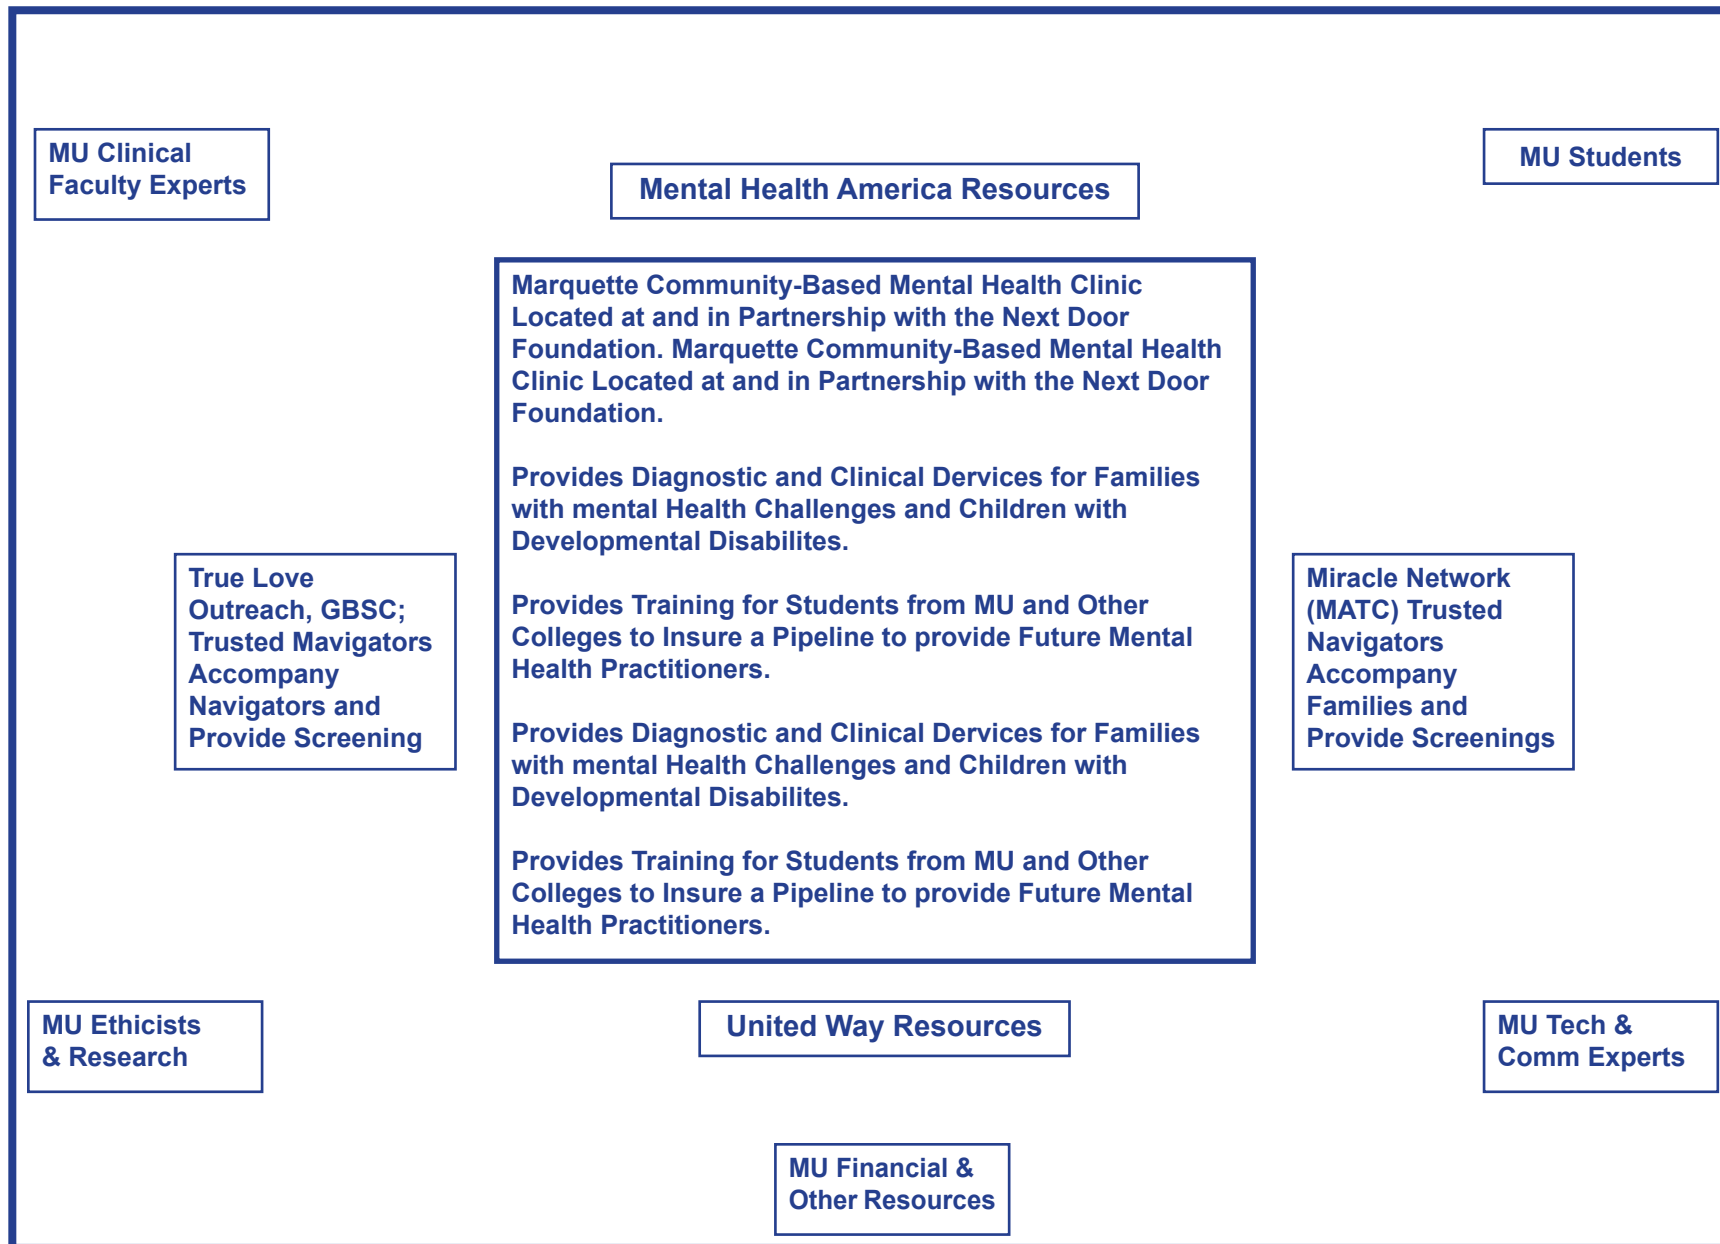 MU Clinical
Faculty Experts
Mental Health America Resources
MU Students
Marquette Community-Based Mental Health Clinic
Located at and in Partnership with the Next Door
Foundation. Marquette Community-Based Mental Health
Clinic Located at and in Partnership with the Next Door
Foundation.
Provides Diagnostic and Clinical Dervices for Families
with mental Health Challenges and Children with
Developmental Disabilites.
Provides Training for Students from MU and Other
Colleges to Insure a Pipeline to provide Future Mental
Health Practitioners.
Provides Diagnostic and Clinical Dervices for Families
with mental Health Challenges and Children with
Developmental Disabilites.
Provides Training for Students from MU and Other
Colleges to Insure a Pipeline to provide Future Mental
Health Practitioners.
True Love
Outreach, GBSC;
Trusted Mavigators
Accompany
Navigators and
Provide Screening
Miracle Network
(MATC) Trusted
Navigators
Accompany
Families and
Provide Screenings
MU Ethicists
& Research
United Way Resources
MU Tech &
Comm Experts
MU Financial &
Other Resources